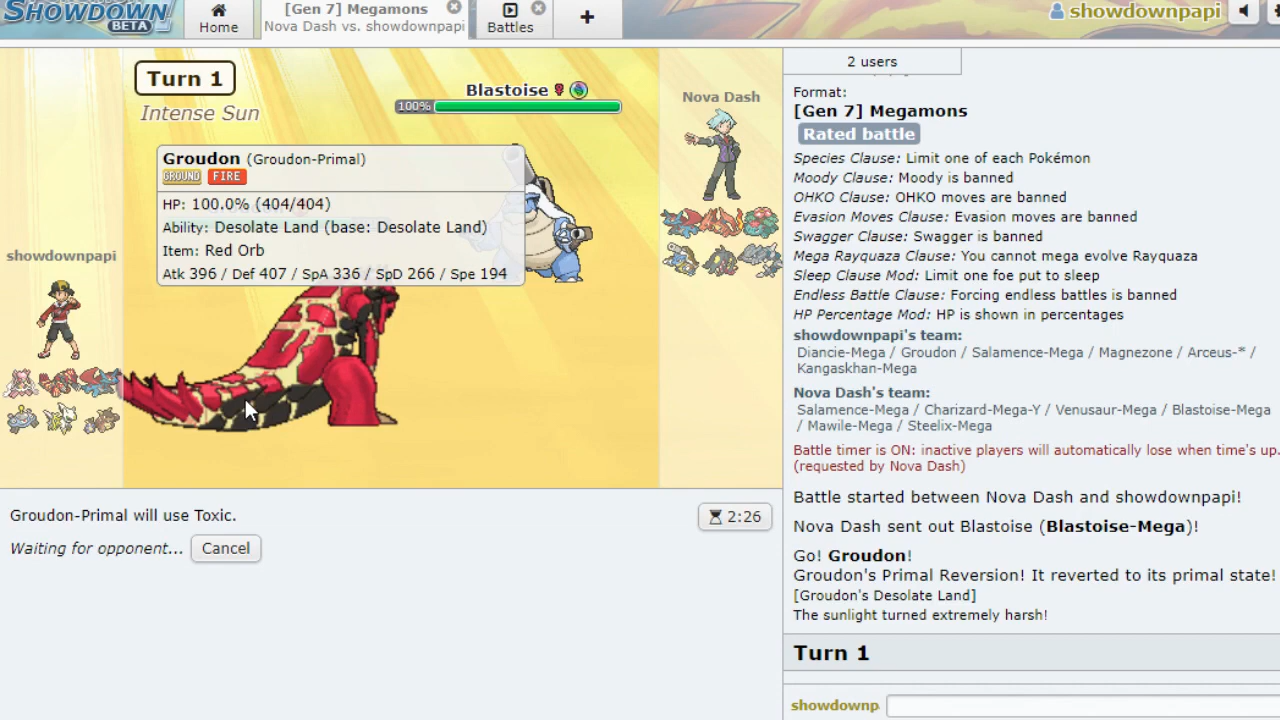 SHOWDOWN
BETA
Home
[Gen 7] Megamons
Nova Dash vs. showdownpapi
Battles
+
showdownpapi
2 users
Turn 1
Intense Sun
Blastoise
100%
Nova Dash
Groudon (Groudon-Primal)
GROUND FIRE
HP: 100.0% (404/404)
Ability: Desolate Land (base: Desolate Land)
Item: Red Orb
Atk 396 / Def 407 / SpA 336 / SpD 266 / Spe 194
showdownpapi
Groudon-Primal will use Toxic.
2:26
Waiting for opponent... Cancel
Format:
[Gen 7] Megamons
Rated battle
Species Clause: Limit one of each Pokémon
Moody Clause: Moody is banned
OHKO Clause: OHKO moves are banned
Evasion Moves Clause: Evasion moves are banned
Swagger Clause: Swagger is banned
Mega Rayquaza Clause: You cannot mega evolve Rayquaza
Sleep Clause Mod: Limit one foe put to sleep
Endless Battle Clause: Forcing endless battles is banned
HP Percentage Mod: HP is shown in percentages
showdownpapi's team:
Diancie-Mega / Groudon / Salamence-Mega / Magnezone / Arceus-* /
Kangaskhan-Mega
Nova Dash's team:
Salamence-Mega / Charizard-Mega-Y / Venusaur-Mega / Blastoise-Mega
/ Mawile-Mega / Steelix-Mega
Battle timer is ON: inactive players will automatically lose when time's up.
(requested by Nova Dash)
Battle started between Nova Dash and showdownpapi!
Nova Dash sent out Blastoise (Blastoise-Mega)!
Go! Groudon!
Groudon's Primal Reversion! It reverted to its primal state!
[Groudon's Desolate Land]
The sunlight turned extremely harsh!
Turn 1
showdownp